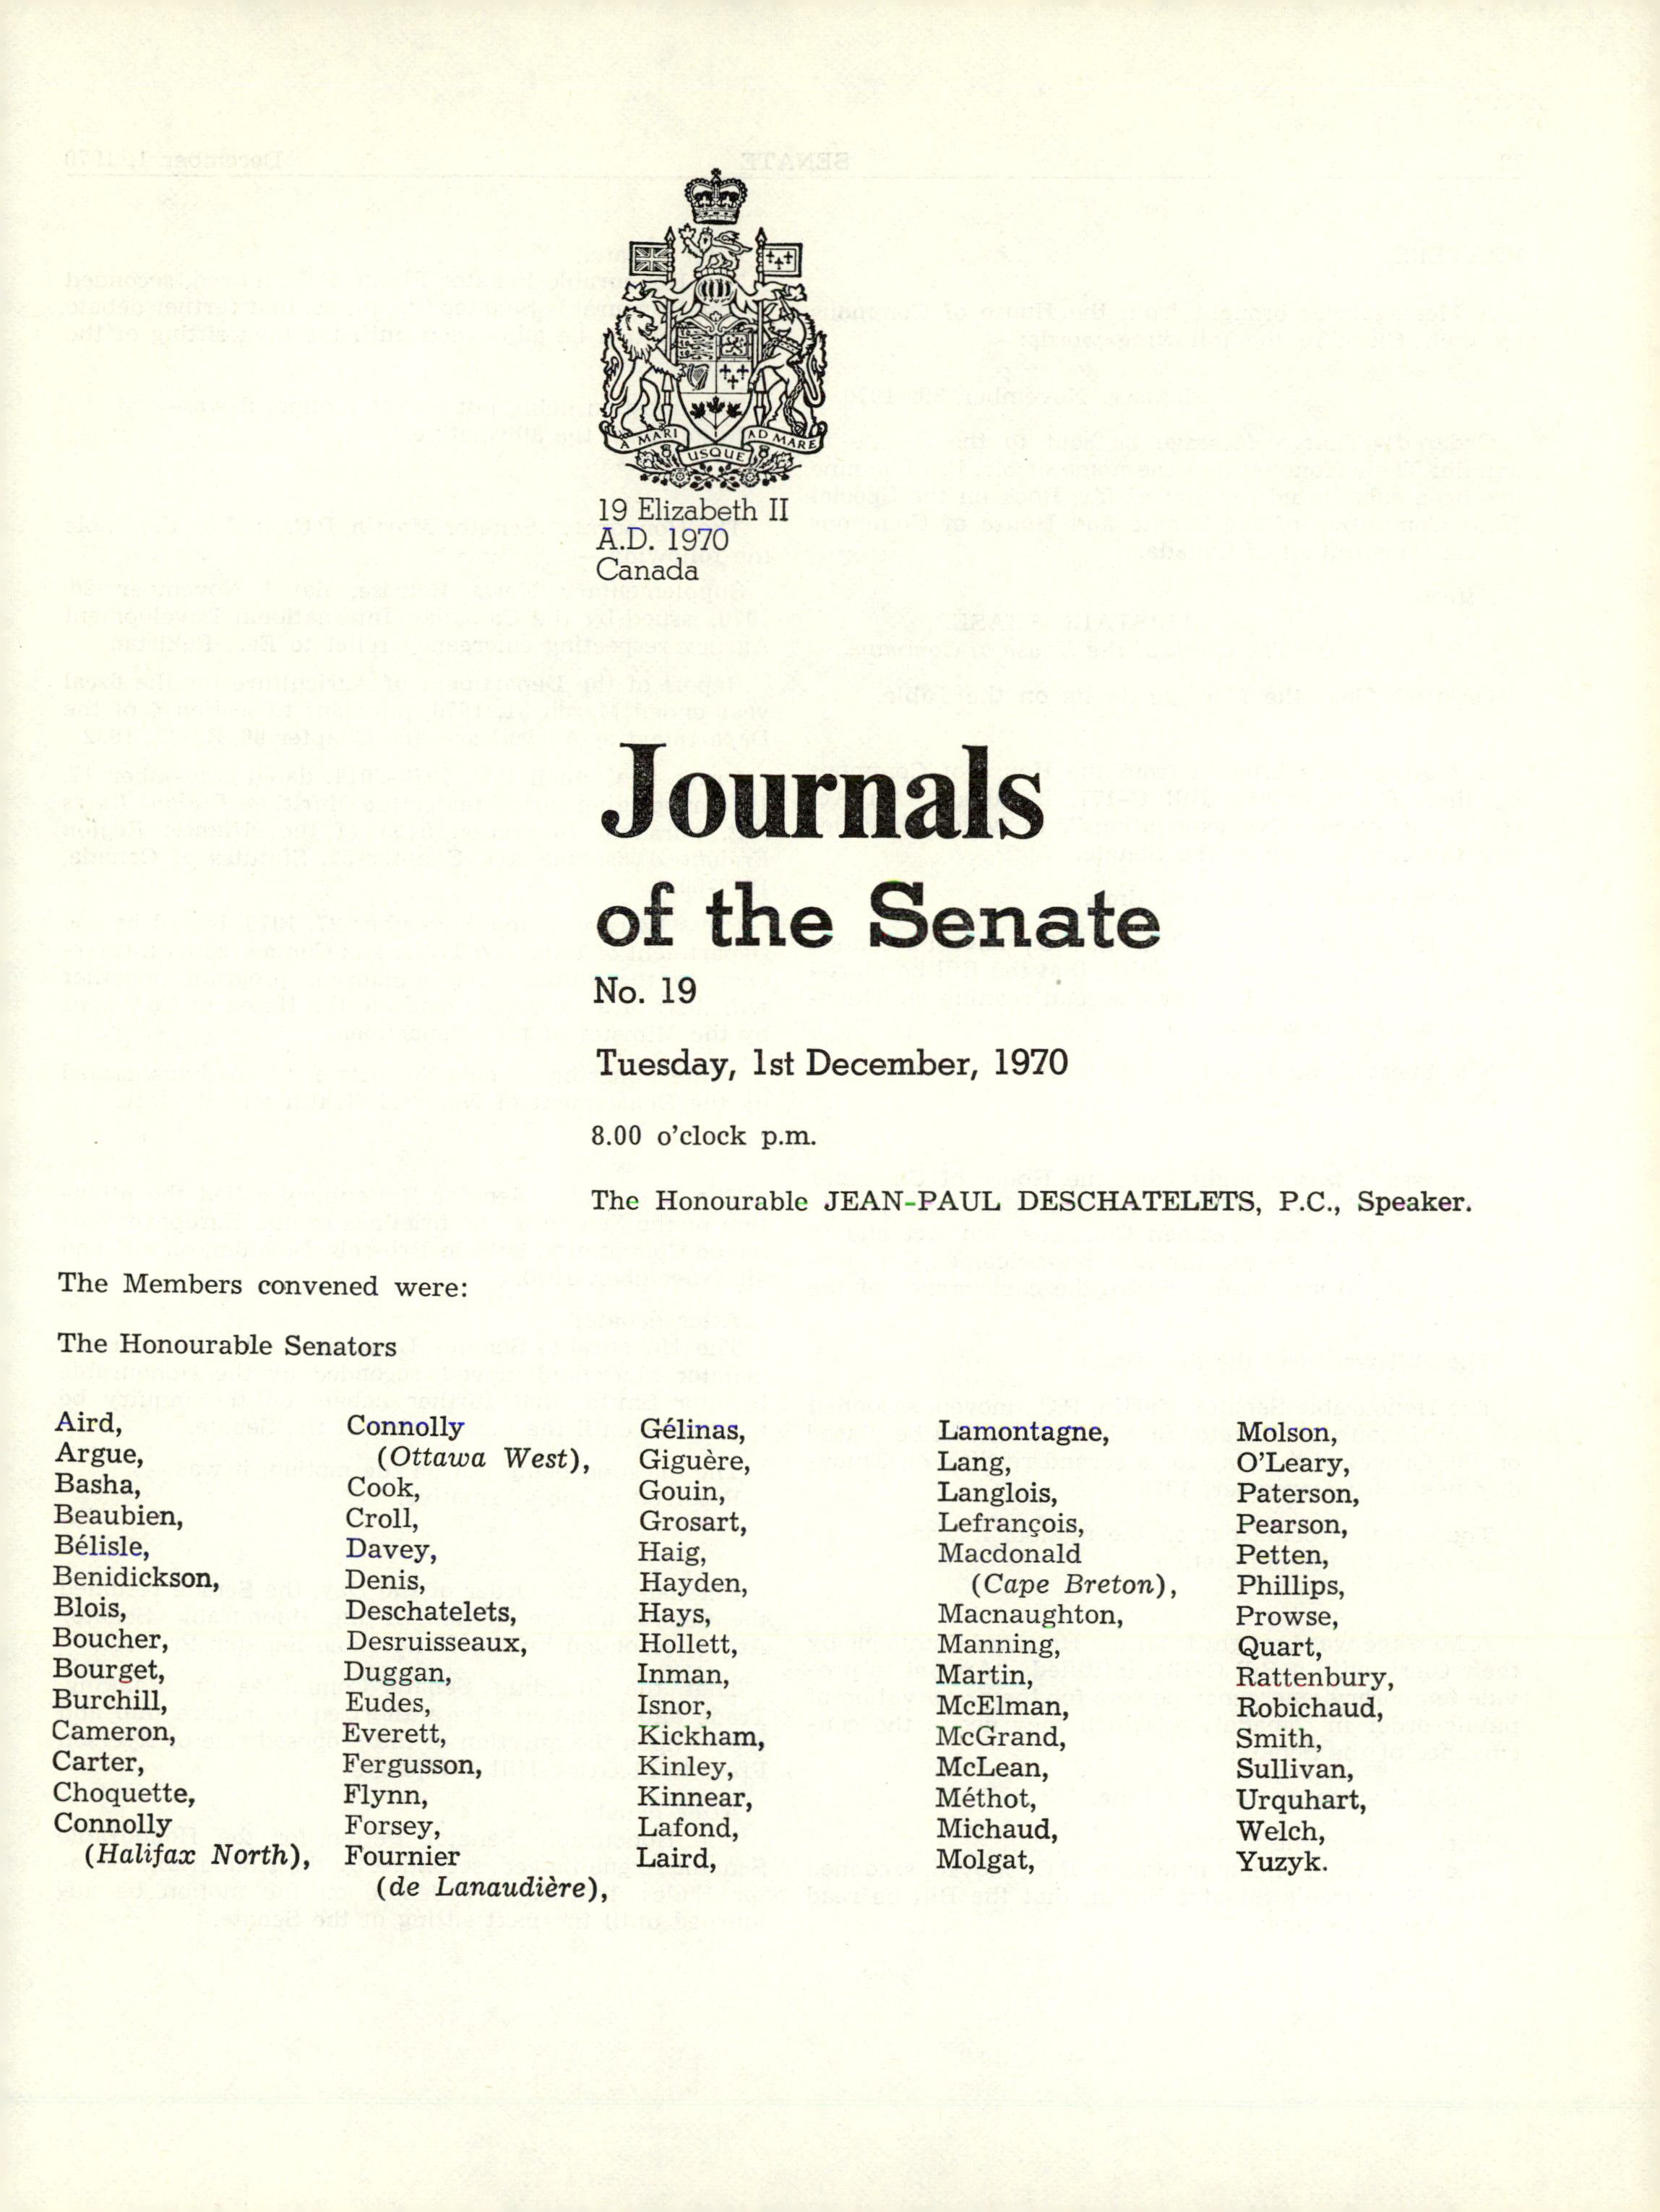 A MARI USQUE AD MARE
19 Elizabeth II
A.D. 1970
Canada
Journals
of the Senate
No. 19
Tuesday, 1st December, 1970
8.00 o'clock p.m.
The Honourable JEAN-PAUL DESCHATELETS, P.C., Speaker.
The Members convened were:
The Honourable Senators
Aird,
Argue,
Basha,
Beaubien,
Bélisle,
Benidickson,
Blois,
Boucher,
Bourget,
Burchill,
Cameron,
Carter,
Choquette,
Connolly
(Halifax North),
Connolly
(Ottawa West),
Cook,
Croll,
Davey,
Denis,
Deschatelets,
Desruisseaux,
Duggan,
Eudes,
Everett,
Fergusson,
Flynn,
Forsey,
Fournier
(de Lanaudière),
Gélinas,
Giguère,
Gouin,
Grosart,
Haig,
Hayden,
Hays,
Hollett,
Inman,
Isnor,
Kickham,
Kinley,
Kinnear,
Lafond,
Laird,
Lamontagne,
Lang,
Langlois,
Lefrançois,
Macdonald
(Cape Breton),
Macnaughton,
Manning,
Martin,
McElman,
McGrand,
McLean,
Méthot,
Michaud,
Molgat,
Molson,
O'Leary,
Paterson,
Pearson,
Petten,
Phillips,
Prowse,
Quart,
Rattenbury,
Robichaud,
Smith,
Sullivan,
Urquhart,
Welch,
Yuzyk.